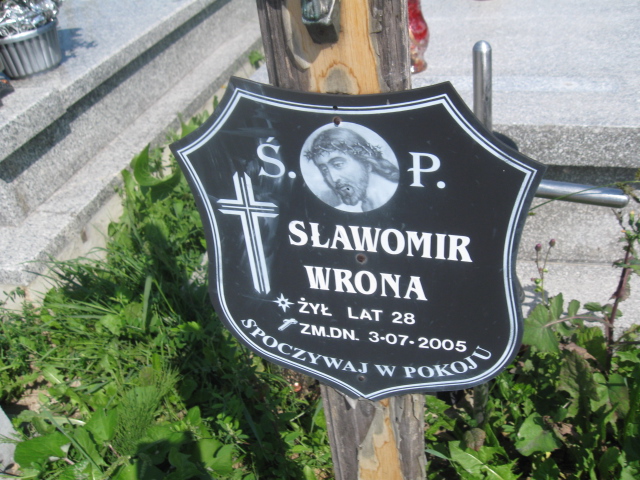 Ś. P.
SŁAWOMIR
WRONA
ŻYŁ LAT 28
ZM.DN. 3-07-2005
SPOCZYWAJ W POKOJU